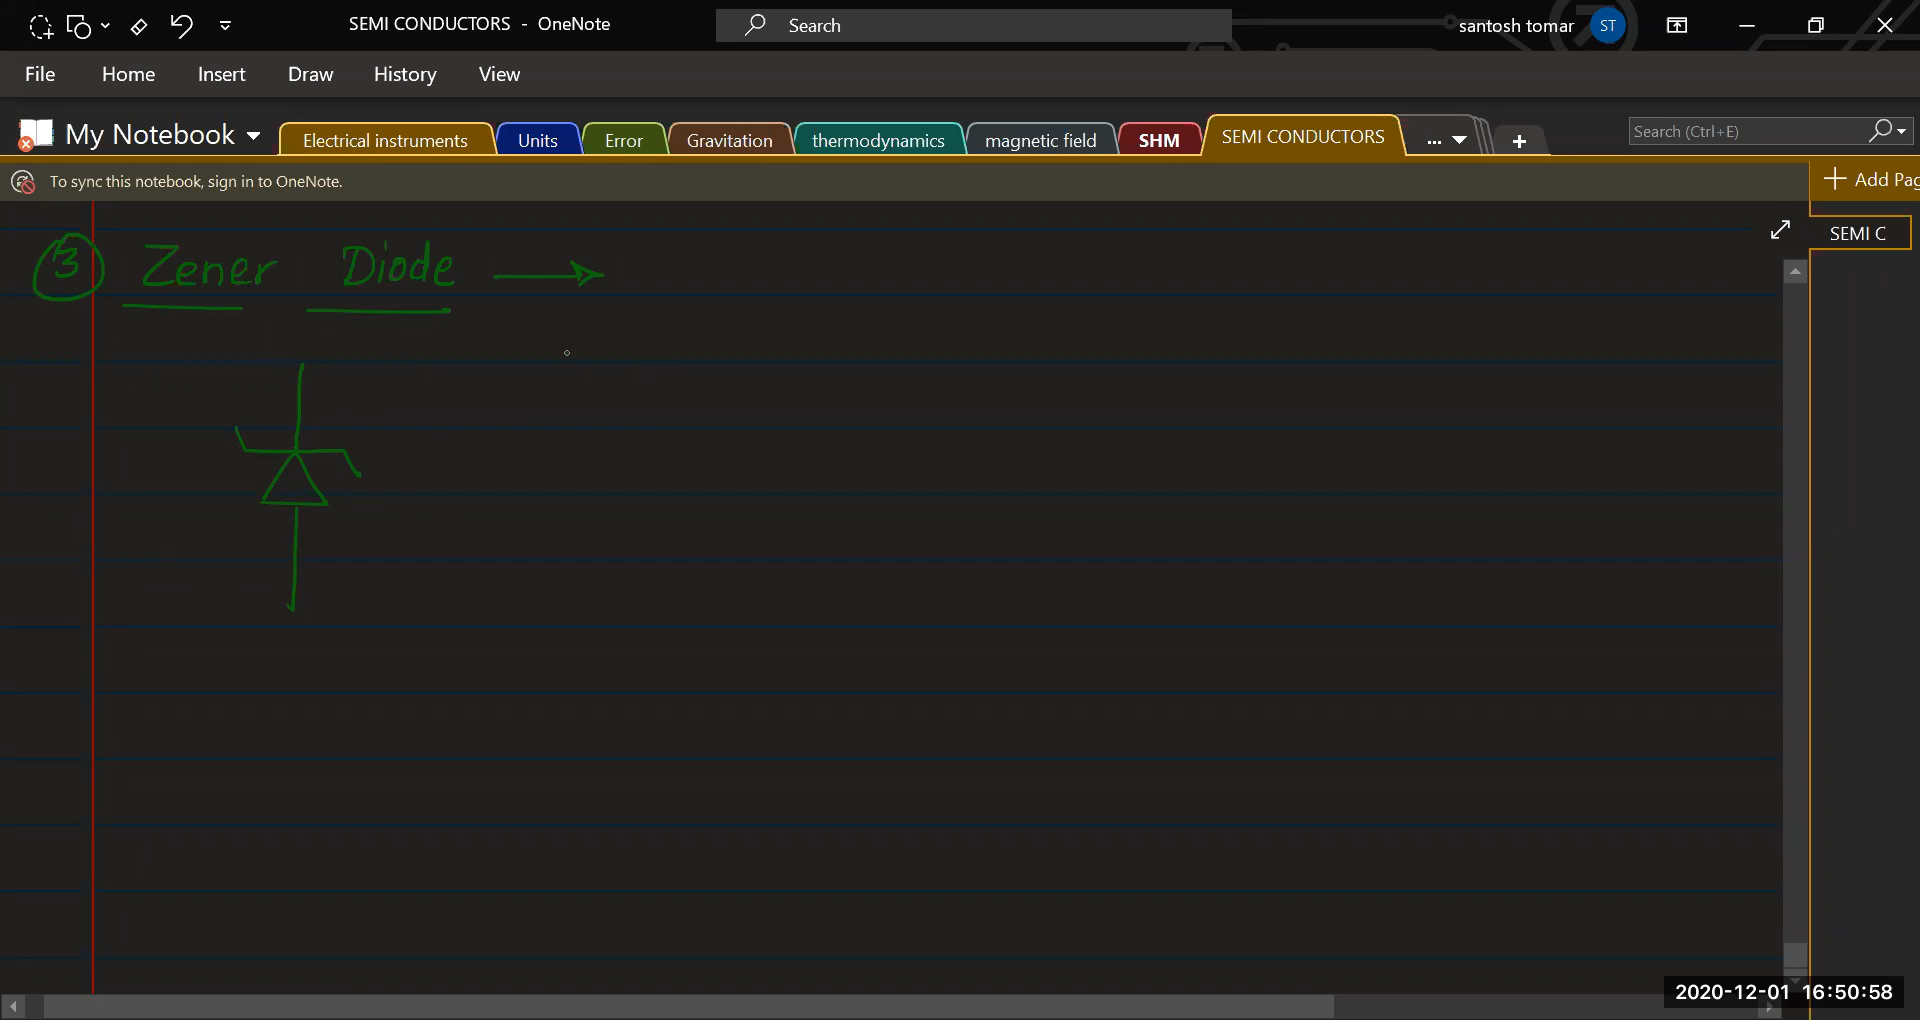 SEMI CONDUCTORS - OneNote
Search
santosh tomar
ST
File Home Insert Draw History View
My Notebook
Electrical instruments
Units
Error
Gravitation
thermodynamics
magnetic field
SHM
SEMI CONDUCTORS
...
Search (Ctrl+E)
To sync this notebook, sign in to OneNote.
Add Pag
SEMI C
3 Zener Diode
2020-12-01 16:50:58